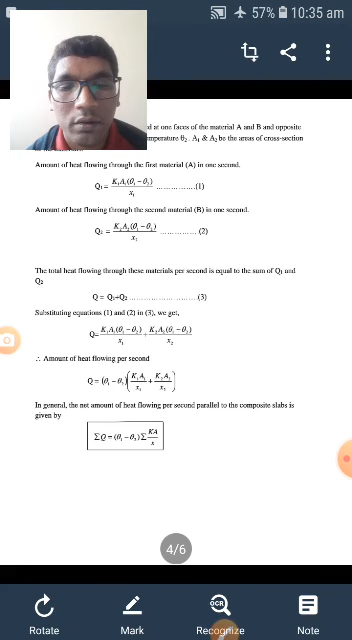 57% 10:35 am
at one faces of the material A and B and opposite
temperature θ₂ . A₁ & A₂ be the areas of cross-section
Amount of heat flowing through the first material (A) in one second.
Q₁ = K₁A₁(θ₁ − θ₂) / x₁ ……………(1)
Amount of heat flowing through the second material (B) in one second.
Q₂ = K₂A₂(θ₁ − θ₂) / x₂ …………… (2)
The total heat flowing through these materials per second is equal to the sum of Q₁ and
Q₂
Q = Q₁+Q₂ ……………………… (3)
Substituting equations (1) and (2) in (3), we get,
Q= K₁A₁(θ₁ − θ₂) / x₁ + K₂A₂(θ₁ − θ₂) / x₂
∴ Amount of heat flowing per second
Q = (θ₁ − θ₂)(K₁A₁ / x₁ + K₂A₂ / x₂)
In general, the net amount of heat flowing per second parallel to the composite slabs is
given by
∑Q = (θ₁ − θ₂)∑ KA / x
4/6
OCR
Rotate Mark Recognize Note